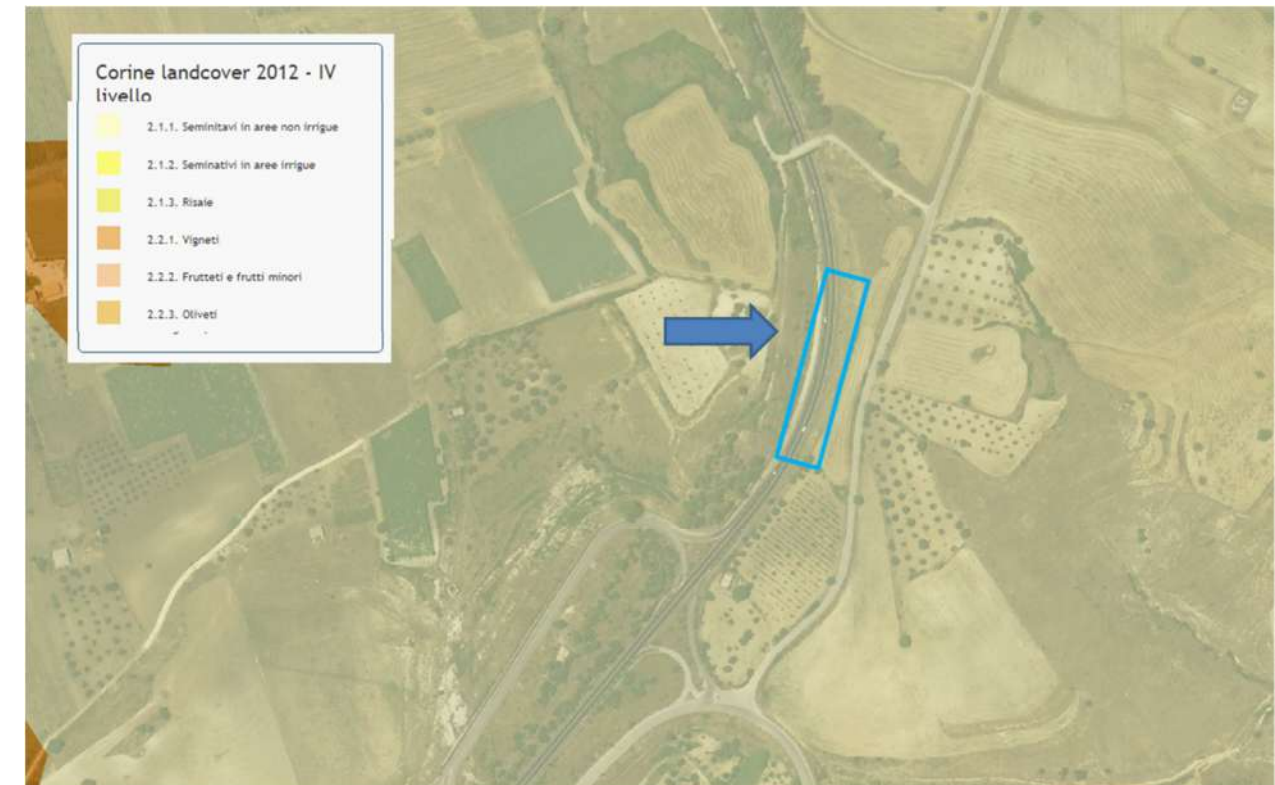 Corine landcover 2012 - IV
livello
2.1.1. Seminitavi in aree non irrigue
2.1.2. Seminativi in aree irrigue
2.1.3. Risaie
2.2.1. Vigneti
2.2.2. Frutteti e frutti minori
2.2.3. Oliveti